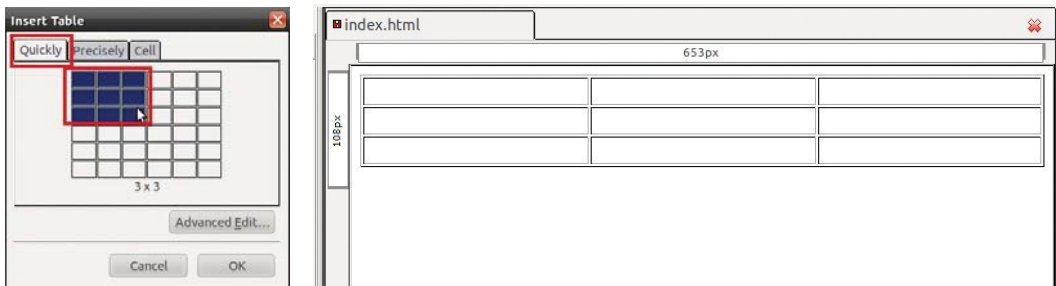 Insert Table
Quickly Precisely Cell
3 x 3
Advanced Edit...
Cancel OK
index.html
653px
108px